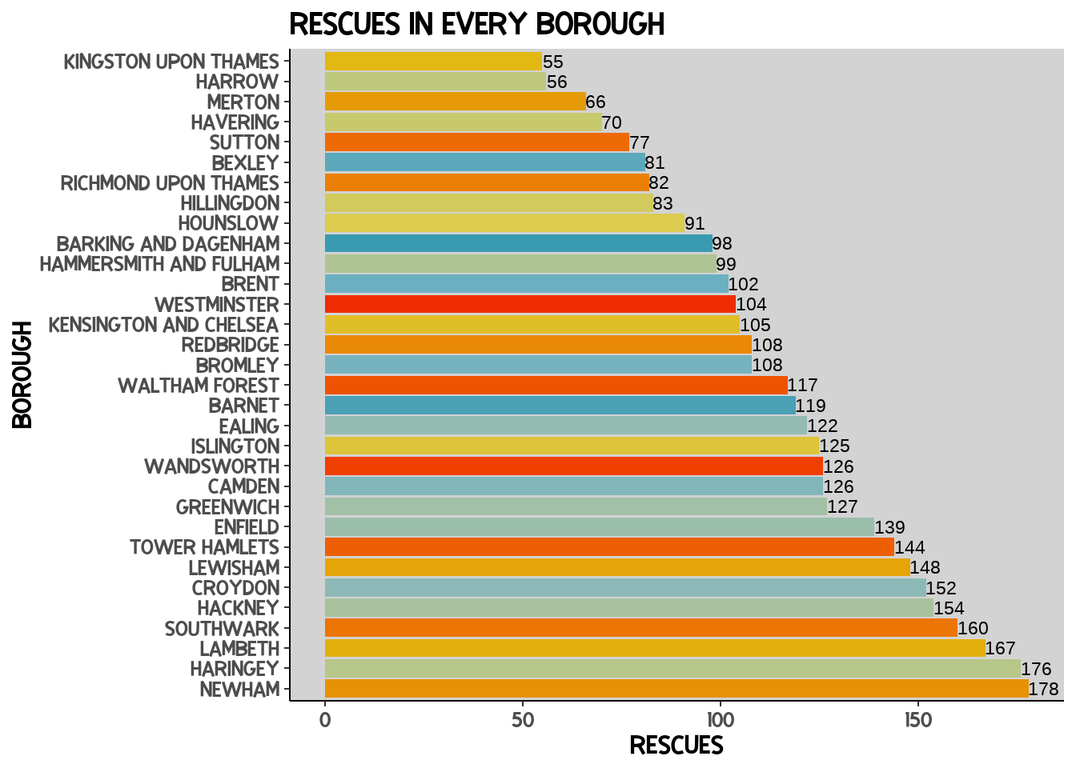 RESCUES IN EVERY BOROUGH
KINGSTON UPON THAMES 55
HARROW 56
MERTON 66
HAVERING 70
SUTTON 77
BEXLEY 81
RICHMOND UPON THAMES 82
HILLINGDON 83
HOUNSLOW 91
BARKING AND DAGENHAM 98
HAMMERSMITH AND FULHAM 99
BRENT 102
WESTMINSTER 104
KENSINGTON AND CHELSEA 105
REDBRIDGE 108
BROMLEY 108
WALTHAM FOREST 117
BARNET 119
EALING 122
ISLINGTON 125
WANDSWORTH 126
CAMDEN 126
GREENWICH 127
ENFIELD 139
TOWER HAMLETS 144
LEWISHAM 148
CROYDON 152
HACKNEY 154
SOUTHWARK 160
LAMBETH 167
HARINGEY 176
NEWHAM 178
BOROUGH
0 50 100 150
RESCUES